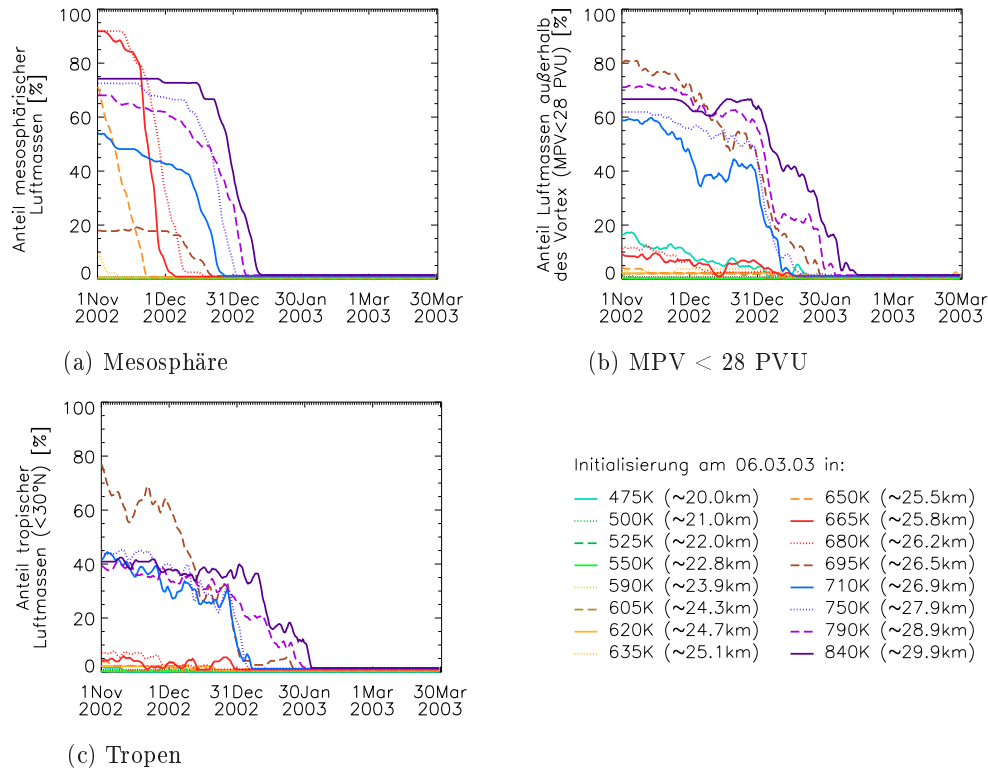 Anteil mesosphärischer
Luftmassen [%]
100
80
60
40
20
0
1Nov 1Dec 31Dec 30Jan 1Mar 30Mar
2002 2002 2002 2003 2003 2003
(a) Mesosphäre
Anteil Luftmassen außerhalb
des Vortex (MPV<28 PVU) [%]
100
80
60
40
20
0
1Nov 1Dec 31Dec 30Jan 1Mar 30Mar
2002 2002 2002 2003 2003 2003
(b) MPV < 28 PVU
Anteil tropischer
Luftmassen (<30°N) [%]
100
80
60
40
20
0
1Nov 1Dec 31Dec 30Jan 1Mar 30Mar
2002 2002 2002 2003 2003 2003
(c) Tropen
Initialisierung am 06.03.03 in:
475K (~20.0km)
500K (~21.0km)
525K (~22.0km)
550K (~22.8km)
590K (~23.9km)
605K (~24.3km)
620K (~24.7km)
635K (~25.1km)
650K (~25.5km)
665K (~25.8km)
680K (~26.2km)
695K (~26.5km)
710K (~26.9km)
750K (~27.9km)
790K (~28.9km)
840K (~29.9km)